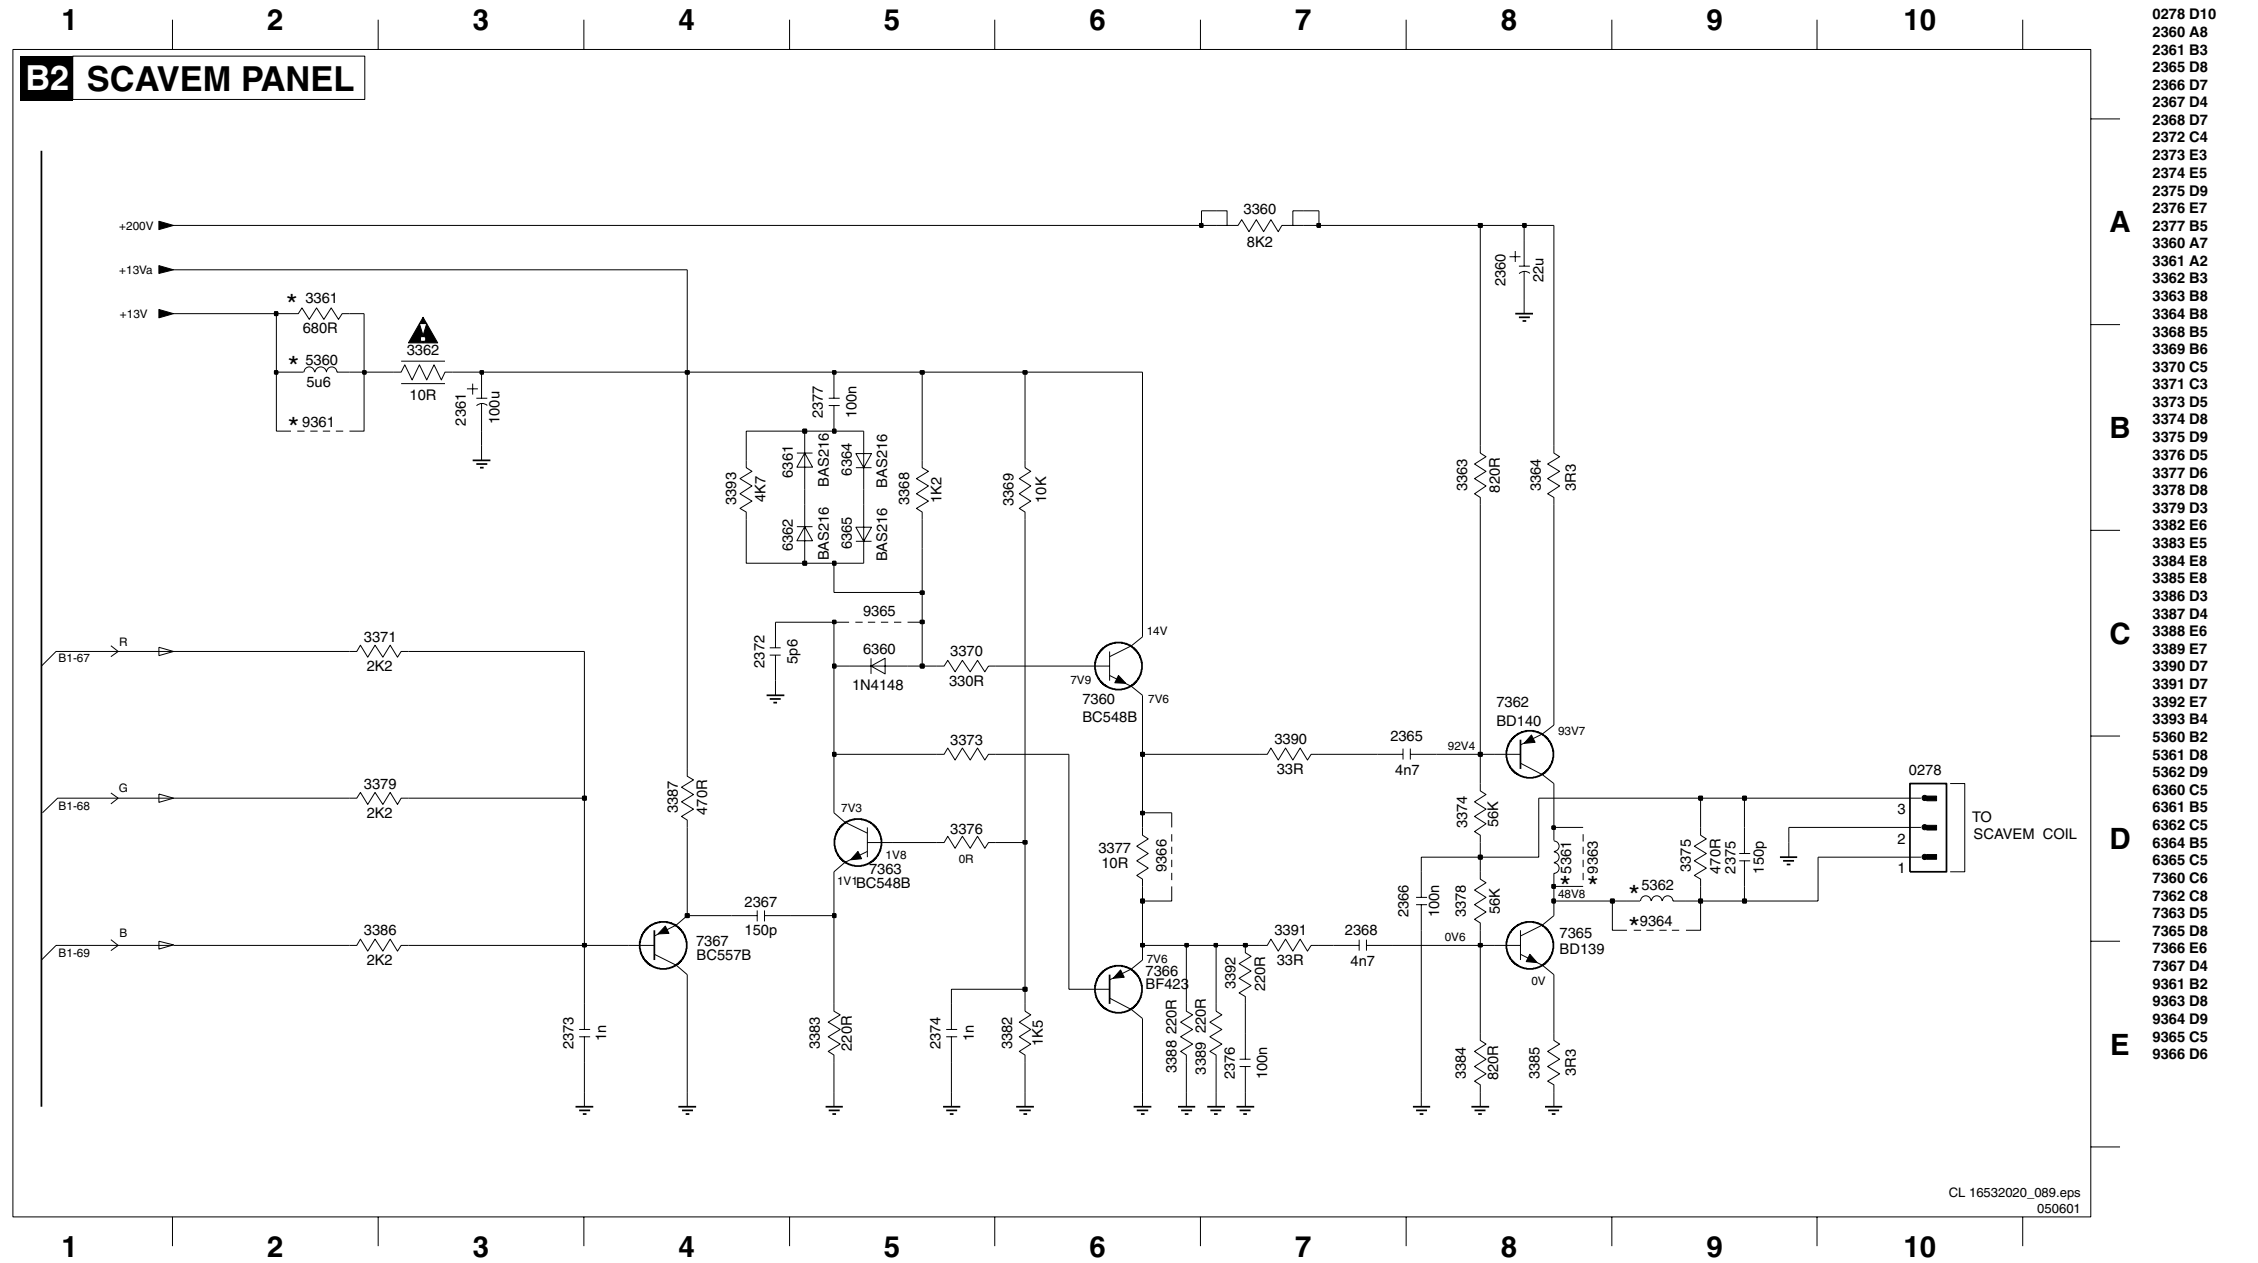 1 2 3 4 5 6 7 8 9 10
B2 SCAVEM PANEL
+200V
3360
8K2
A
+13Va
2360
22u
+13V
* 3361
680R
* 5360
5u6
* 9361
3362
10R
2361
100u
2377
100n
B
6361
BAS216
6364
BAS216
3393
4K7
3368
1K2
3369
10K
3363
820R
3364
3R3
6362
BAS216
6365
BAS216
9365
2372
5p6
6360
1N4148
3370
330R
14V
7V9
7360
BC548B
7V6
C
R
B1-67
3371
2K2
7362
BD140
93V7
3373
3390
33R
2365
4n7
92V4
G
B1-68
3379
2K2
3387
470R
7V3
3376
0R
1V8
7363
BC548B
1V1
3377
10R
9366
3374
56K
5361
*
9363
*
48V8
3375
470R
2375
150p
0278
3
2
1
TO
SCAVEM COIL
D
2366
100n
3378
56K
*5362
*9364
B
B1-69
3386
2K2
2367
150p
7367
BC557B
3391
33R
2368
4n7
0V6
7365
BD139
0V
7V6
7366
BF423
3392
220R
2373
1n
3383
220R
2374
1n
3382
1K5
3388
220R
3389
220R
2376
100n
3384
820R
3385
3R3
E
CL 16532020_089.eps
050601
1 2 3 4 5 6 7 8 9 10
0278 D10
2360 A8
2361 B3
2365 D8
2366 D7
2367 D4
2368 D7
2372 C4
2373 E3
2374 E5
2375 D9
2376 E7
2377 B5
3360 A7
3361 A2
3362 B3
3363 B8
3364 B8
3368 B5
3369 B6
3370 C5
3371 C3
3373 D5
3374 D8
3375 D9
3376 D5
3377 D6
3378 D8
3379 D3
3382 E6
3383 E5
3384 E8
3385 E8
3386 D3
3387 D4
3388 E6
3389 E7
3390 D7
3391 D7
3392 E7
3393 B4
5360 B2
5361 D8
5362 D9
6360 C5
6361 B5
6362 C5
6364 B5
6365 C5
7360 C6
7362 C8
7363 D5
7365 D8
7366 E6
7367 D4
9361 B2
9363 D8
9364 D9
9365 C5
9366 D6